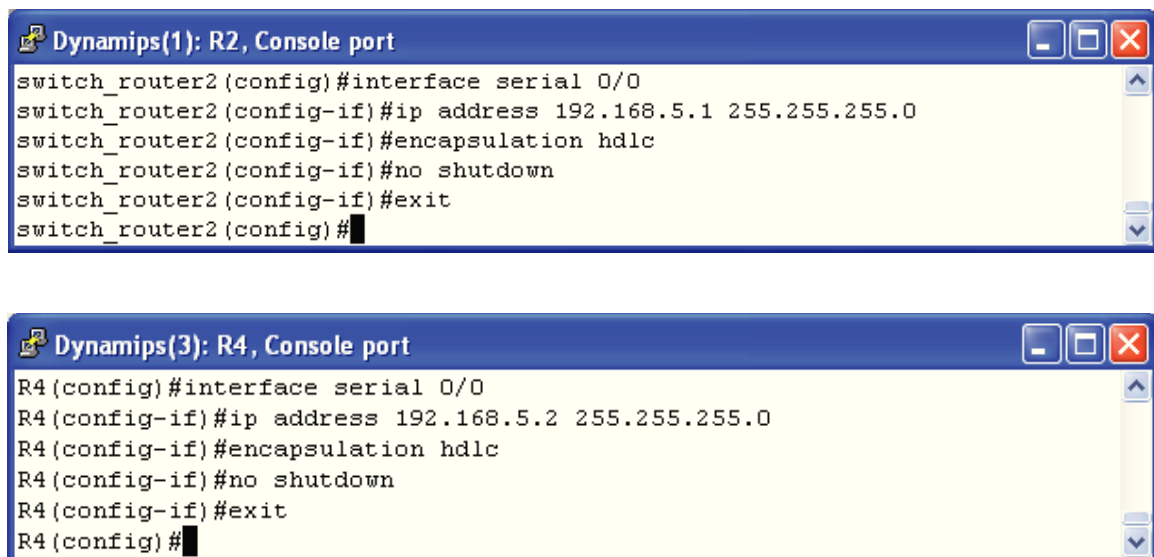 Dynamips(1): R2, Console port
switch_router2(config)#interface serial 0/0
switch_router2(config-if)#ip address 192.168.5.1 255.255.255.0
switch_router2(config-if)#encapsulation hdlc
switch_router2(config-if)#no shutdown
switch_router2(config-if)#exit
switch_router2(config)#
Dynamips(3): R4, Console port
R4(config)#interface serial 0/0
R4(config-if)#ip address 192.168.5.2 255.255.255.0
R4(config-if)#encapsulation hdlc
R4(config-if)#no shutdown
R4(config-if)#exit
R4(config)#